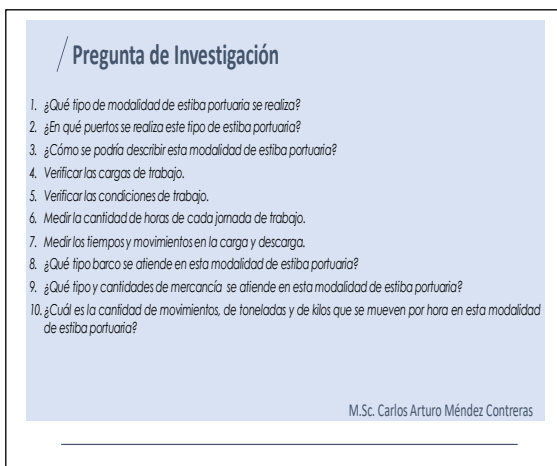 Pregunta de Investigación
1. ¿Qué tipo de modalidad de estiba portuaria se realiza?
2. ¿En qué puertos se realiza este tipo de estiba portuaria?
3. ¿Cómo se podría describir esta modalidad de estiba portuaria?
4. Verificar las cargas de trabajo.
5. Verificar las condiciones de trabajo.
6. Medir la cantidad de horas de cada jornada de trabajo.
7. Medir los tiempos y movimientos en la carga y descarga.
8. ¿Qué tipo barco se atiende en esta modalidad de estiba portuaria?
9. ¿Qué tipo y cantidades de mercancía se atiende en esta modalidad de estiba portuaria?
10. ¿Cuál es la cantidad de movimientos, de toneladas y de kilos que se mueven por hora en esta modalidad
de estiba portuaria?
M.Sc. Carlos Arturo Méndez Contreras